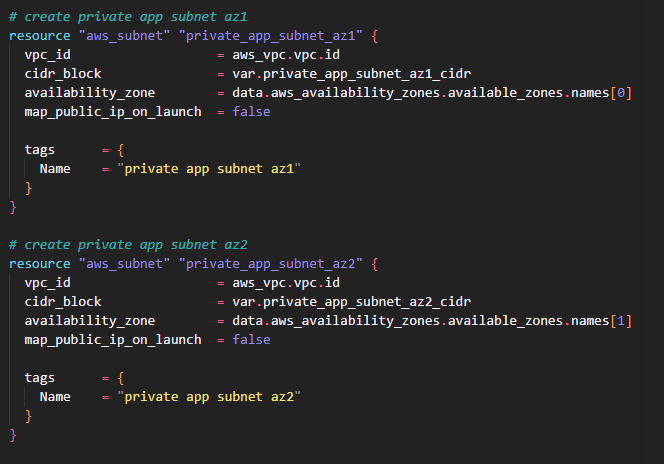 # create private app subnet az1
resource "aws_subnet" "private_app_subnet_az1" {
  vpc_id                   = aws_vpc.vpc.id
  cidr_block               = var.private_app_subnet_az1_cidr
  availability_zone        = data.aws_availability_zones.available_zones.names[0]
  map_public_ip_on_launch  = false

  tags      = {
    Name    = "private app subnet az1"
  }
}

# create private app subnet az2
resource "aws_subnet" "private_app_subnet_az2" {
  vpc_id                   = aws_vpc.vpc.id
  cidr_block               = var.private_app_subnet_az2_cidr
  availability_zone        = data.aws_availability_zones.available_zones.names[1]
  map_public_ip_on_launch  = false

  tags      = {
    Name    = "private app subnet az2"
  }
}